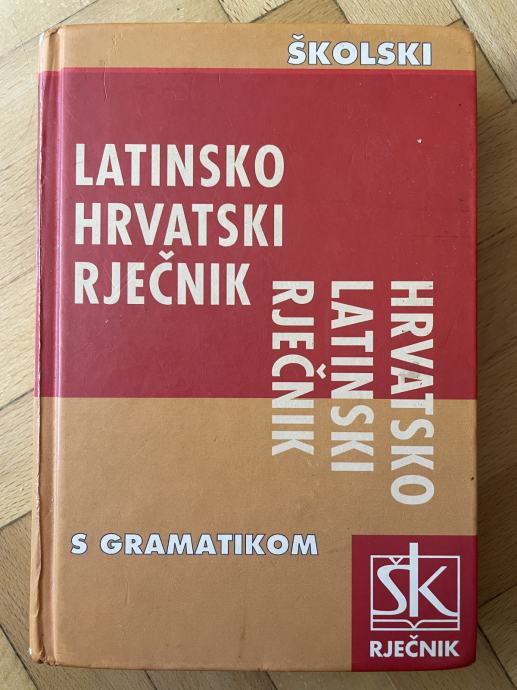 ŠKOLSKI
LATINSKO
HRVATSKI
RJEČNIK
HRVATSKO
LATINSKI
RJEČNIK
S GRAMATIKOM
ŠK
RJEČNIK